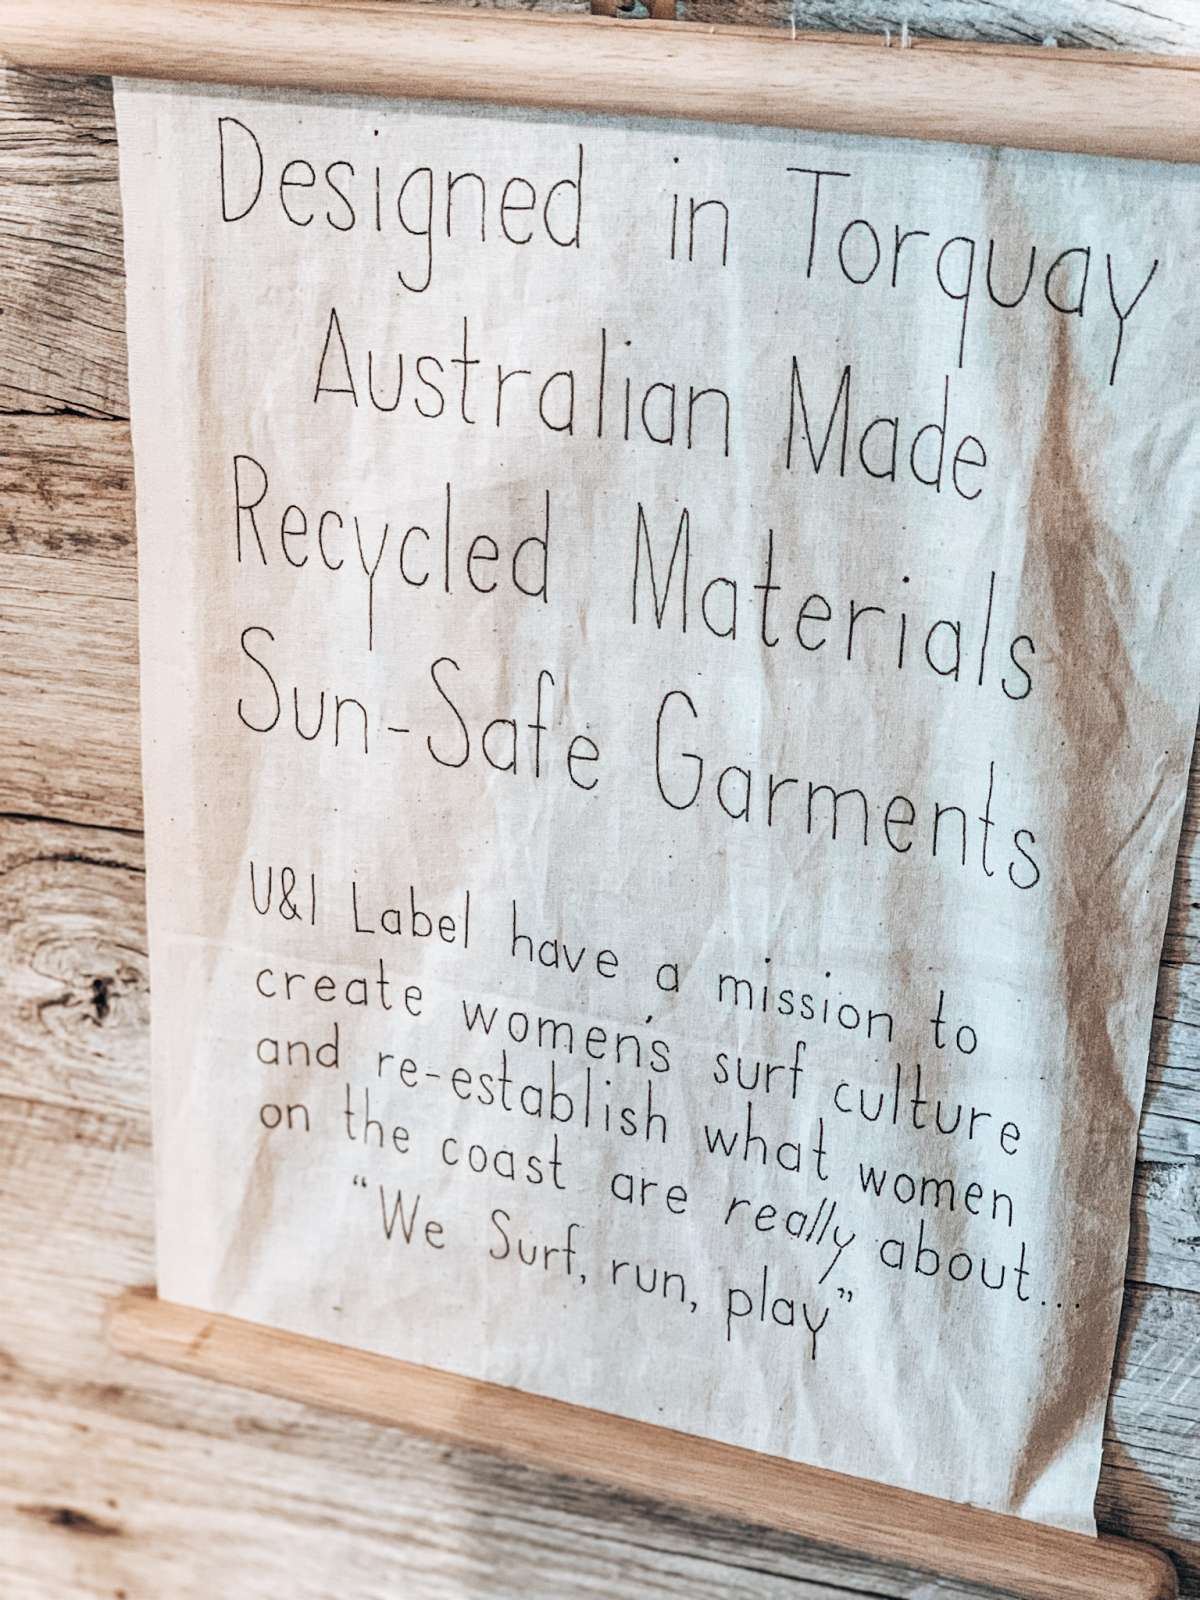 Designed in Torquay
Australian Made
Recycled Materials
Sun-Safe Garments
U&I Label have a mission to
create women's surf culture
and re-establish what women
on the coast are really about...
“We Surf, run, play”